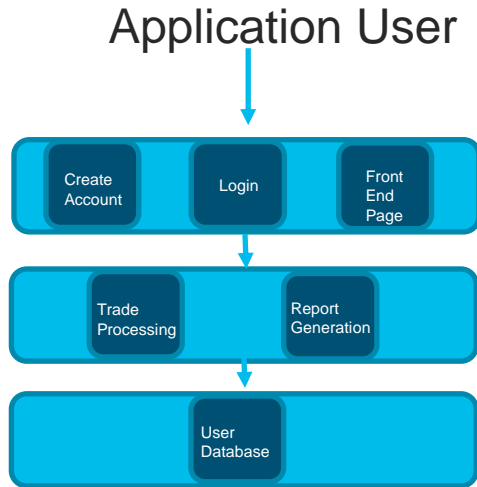 Application User
Create
Account
Login
Front
End
Page
Trade
Processing
Report
Generation
User
Database